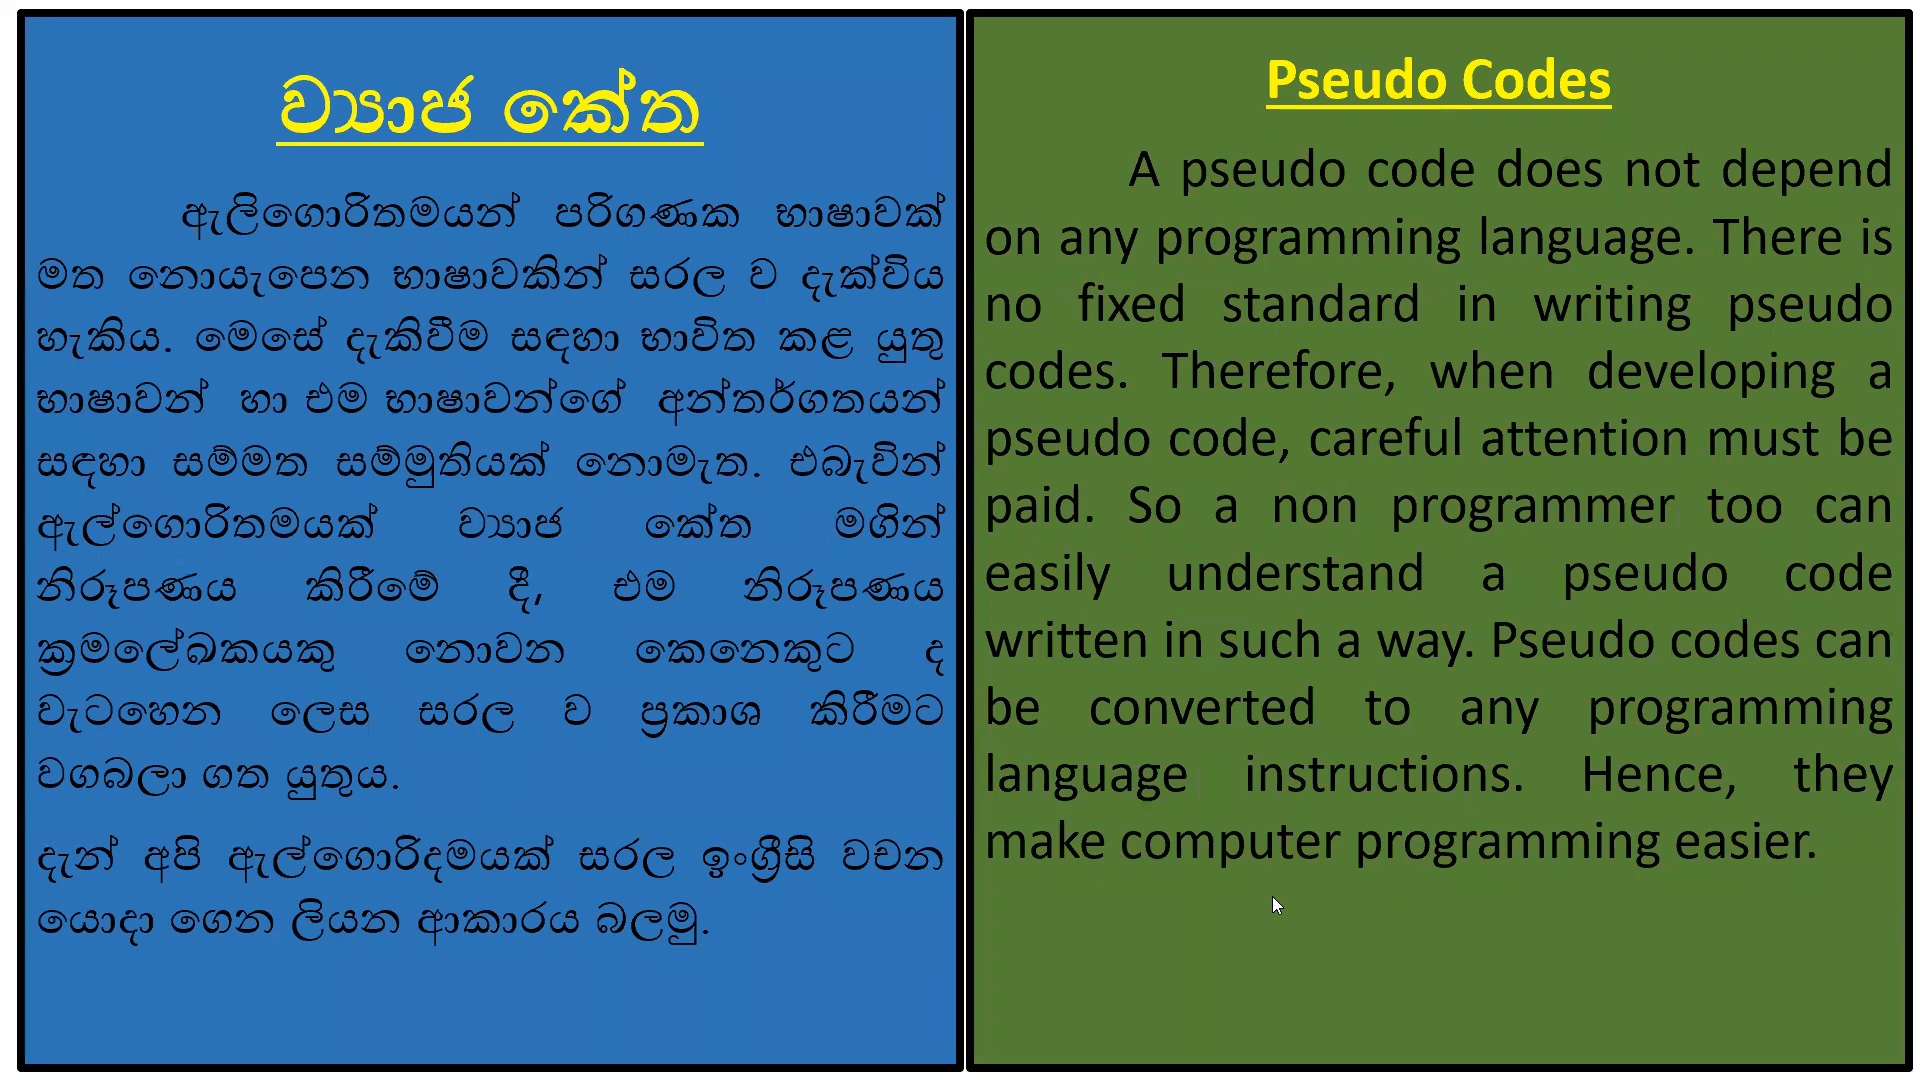 ව්‍යාජ කේත
ඇලිගොරිතමයන් පරිගණක භාෂාවක්
මත නොයැපෙන භාෂාවකින් සරල ව දැක්විය
හැකිය. මෙසේ දැකිවීම සඳහා භාවිත කළ යුතු
භාෂාවන් හා එම භාෂාවන්ගේ අන්තර්ගතයන්
සඳහා සම්මත සම්මුතියක් නොමැත. එබැවින්
ඇල්ගොරිතමයක් ව්‍යාජ කේත මගින්
නිරූපණය කිරීමේ දී, එම නිරූපණය
ක්‍රමලේඛකයකු නොවන කෙනෙකුට ද
වැටහෙන ලෙස සරල ව ප්‍රකාශ කිරීමට
වගබලා ගත යුතුය.
දැන් අපි ඇල්ගොරිදමයක් සරල ඉංග්‍රීසි වචන
යොදා ගෙන ලියන ආකාරය බලමු.
Pseudo Codes
A pseudo code does not depend
on any programming language. There is
no fixed standard in writing pseudo
codes. Therefore, when developing a
pseudo code, careful attention must be
paid. So a non programmer too can
easily understand a pseudo code
written in such a way. Pseudo codes can
be converted to any programming
language instructions. Hence, they
make computer programming easier.